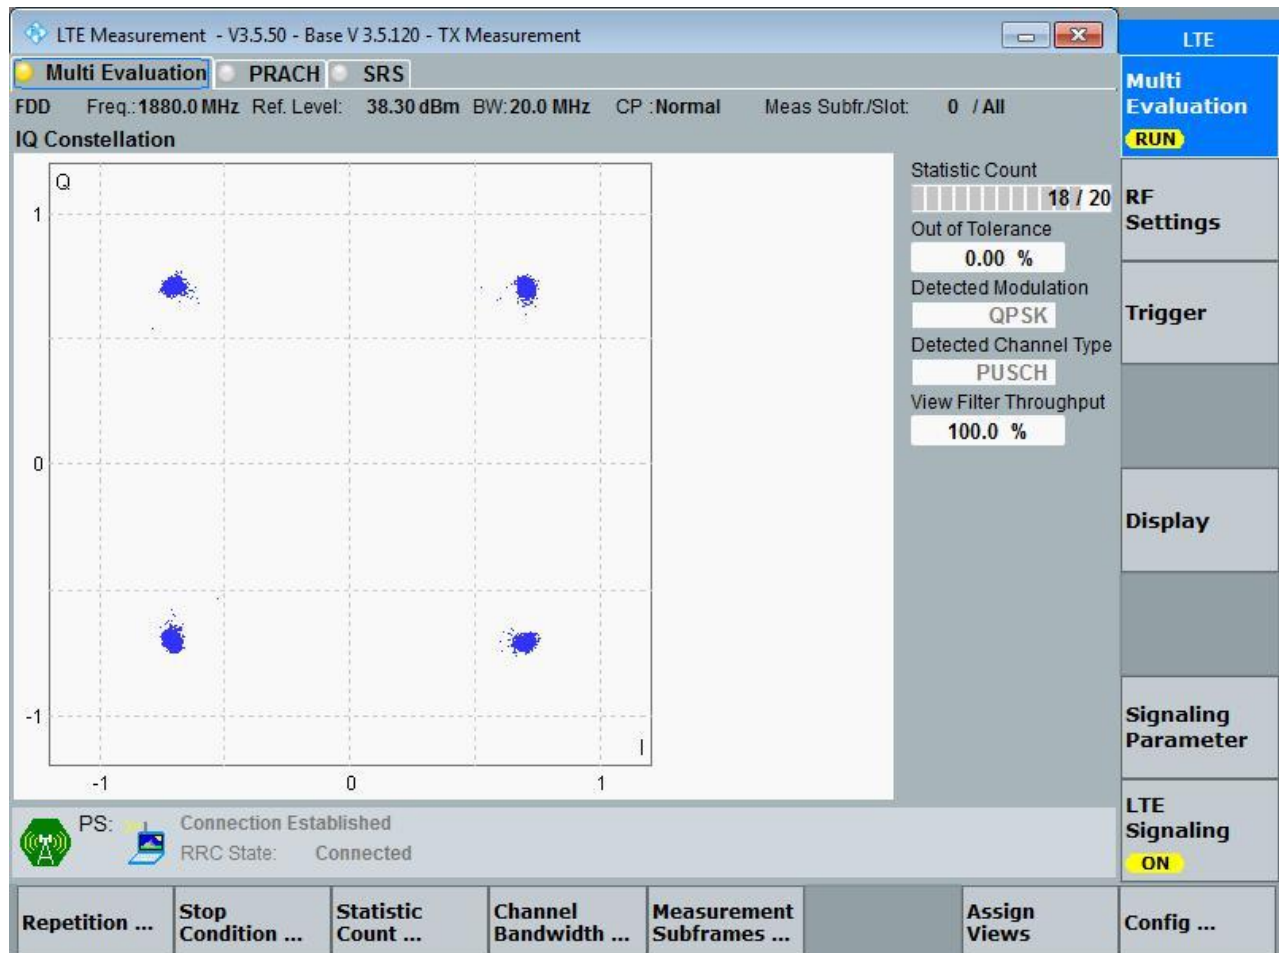 LTE Measurement - V3.5.50 - Base V 3.5.120 - TX Measurement
LTE
Multi Evaluation PRACH SRS
FDD Freq.:1880.0 MHz Ref. Level: 38.30 dBm BW:20.0 MHz CP :Normal Meas Subfr./Slot: 0 / All
IQ Constellation
Q
1
0
-1
I
-1 0 1
Statistic Count
18 / 20
Out of Tolerance
0.00 %
Detected Modulation
QPSK
Detected Channel Type
PUSCH
View Filter Throughput
100.0 %
Multi
Evaluation
RUN
RF
Settings
Trigger
Display
Signaling
Parameter
LTE
Signaling
ON
PS: Connection Established
RRC State: Connected
Repetition ...
Stop
Condition ...
Statistic
Count ...
Channel
Bandwidth ...
Measurement
Subframes ...
Assign
Views
Config ...